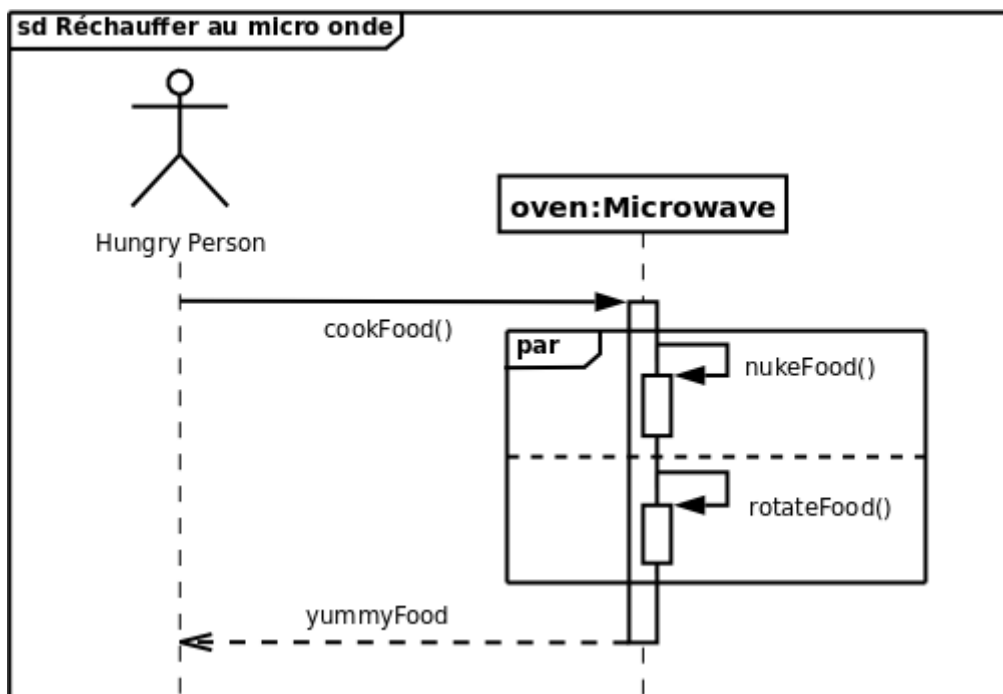 sd Réchauffer au micro onde
oven:Microwave
Hungry Person
cookFood()
par
nukeFood()
rotateFood()
yummyFood